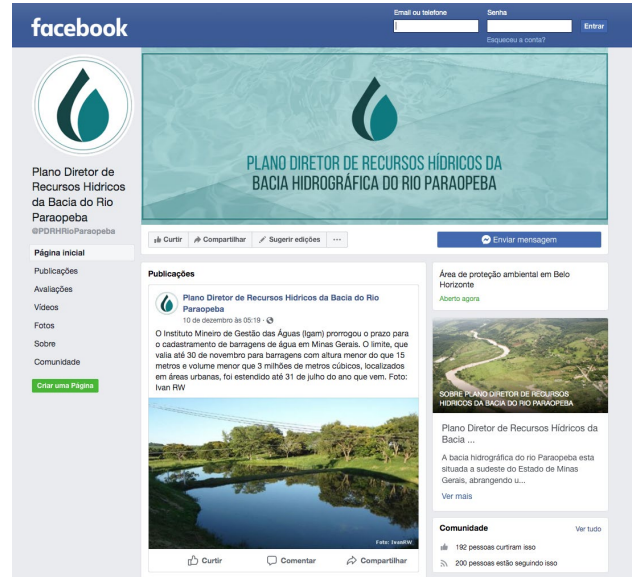 facebook
Email ou telefone
Senha
Entrar
Esqueceu a conta?
PLANO DIRETOR DE RECURSOS HÍDRICOS DA
BACIA HIDROGRÁFICA DO RIO PARAOPEBA
Plano Diretor de
Recursos Hidricos
da Bacia do Rio
Paraopeba
@PDRHRioParaopeba
Página inicial
Publicações
Avaliações
Vídeos
Fotos
Sobre
Comunidade
Criar uma Página
Curtir
Compartilhar
Sugerir edições
Enviar mensagem
Publicações
Plano Diretor de Recursos Hidricos da Bacia do Rio
Paraopeba
10 de dezembro às 05:19 ·
O Instituto Mineiro de Gestão das Águas (Igam) prorrogou o prazo para
o cadastramento de barragens de água em Minas Gerais. O limite, que
valia até 30 de novembro para barragens com altura menor do que 15
metros e volume menor que 3 milhões de metros cúbicos, localizados
em áreas urbanas, foi estendido até 31 de julho do ano que vem. Foto:
Ivan RW
Foto: IvanRW
Curtir
Comentar
Compartilhar
Área de proteção ambiental em Belo
Horizonte
Aberto agora
SOBRE PLANO DIRETOR DE RECURSOS
HIDRICOS DA BACIA DO RIO PARAOPEBA
Plano Diretor de Recursos Hídricos da
Bacia ...
A bacia hidrográfica do rio Paraopeba esta
situada a sudeste do Estado de Minas
Gerais, abrangendo u...
Ver mais
Comunidade
Ver tudo
192 pessoas curtiram isso
200 pessoas estão seguindo isso